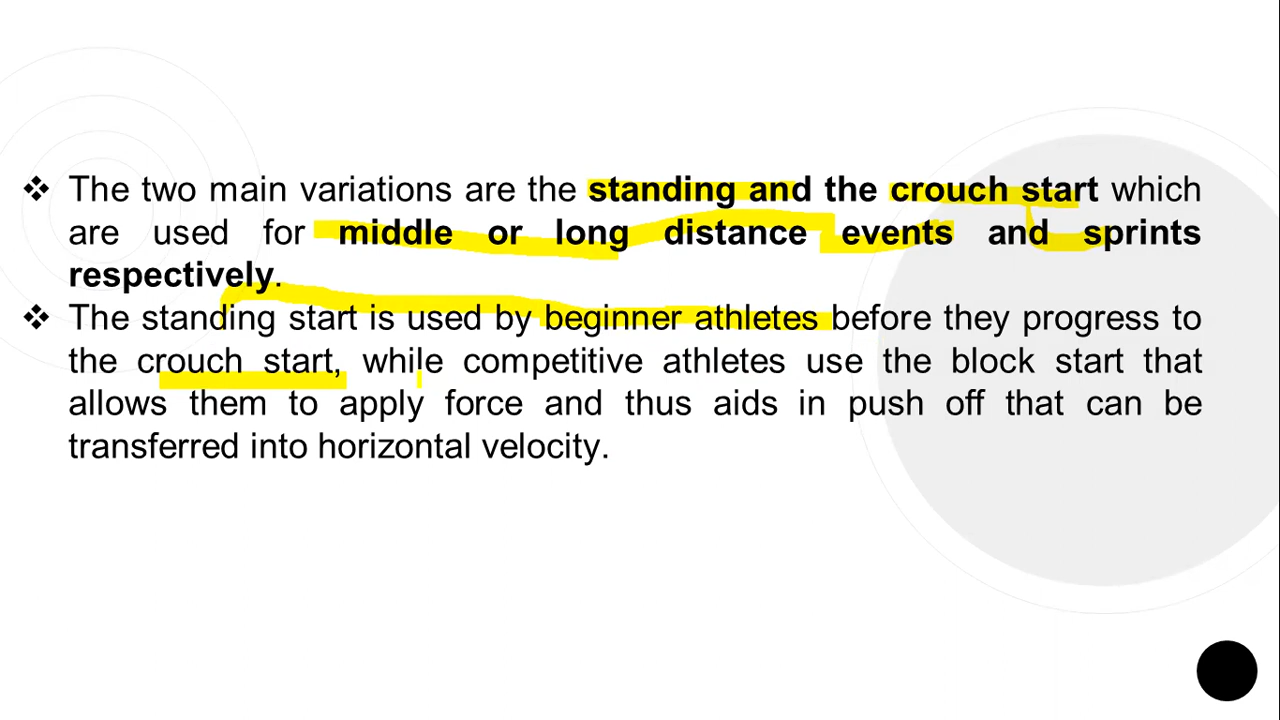 ❖ The two main variations are the standing and the crouch start which
are used for middle or long distance events and sprints
respectively.
❖ The standing start is used by beginner athletes before they progress to
the crouch start, while competitive athletes use the block start that
allows them to apply force and thus aids in push off that can be
transferred into horizontal velocity.